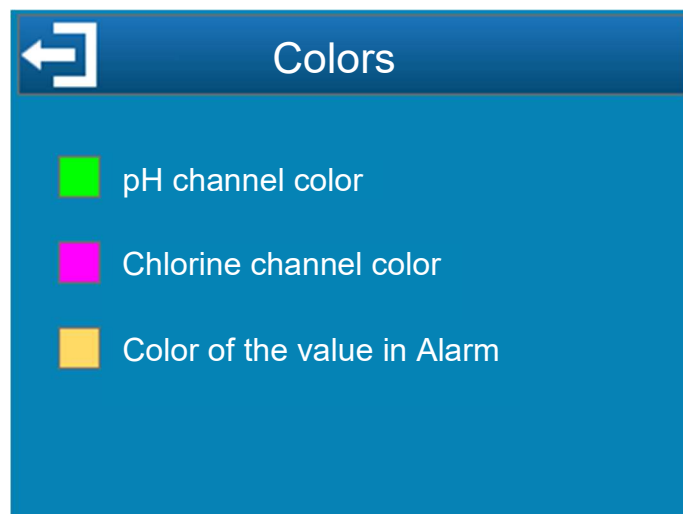 Colors
pH channel color
Chlorine channel color
Color of the value in Alarm